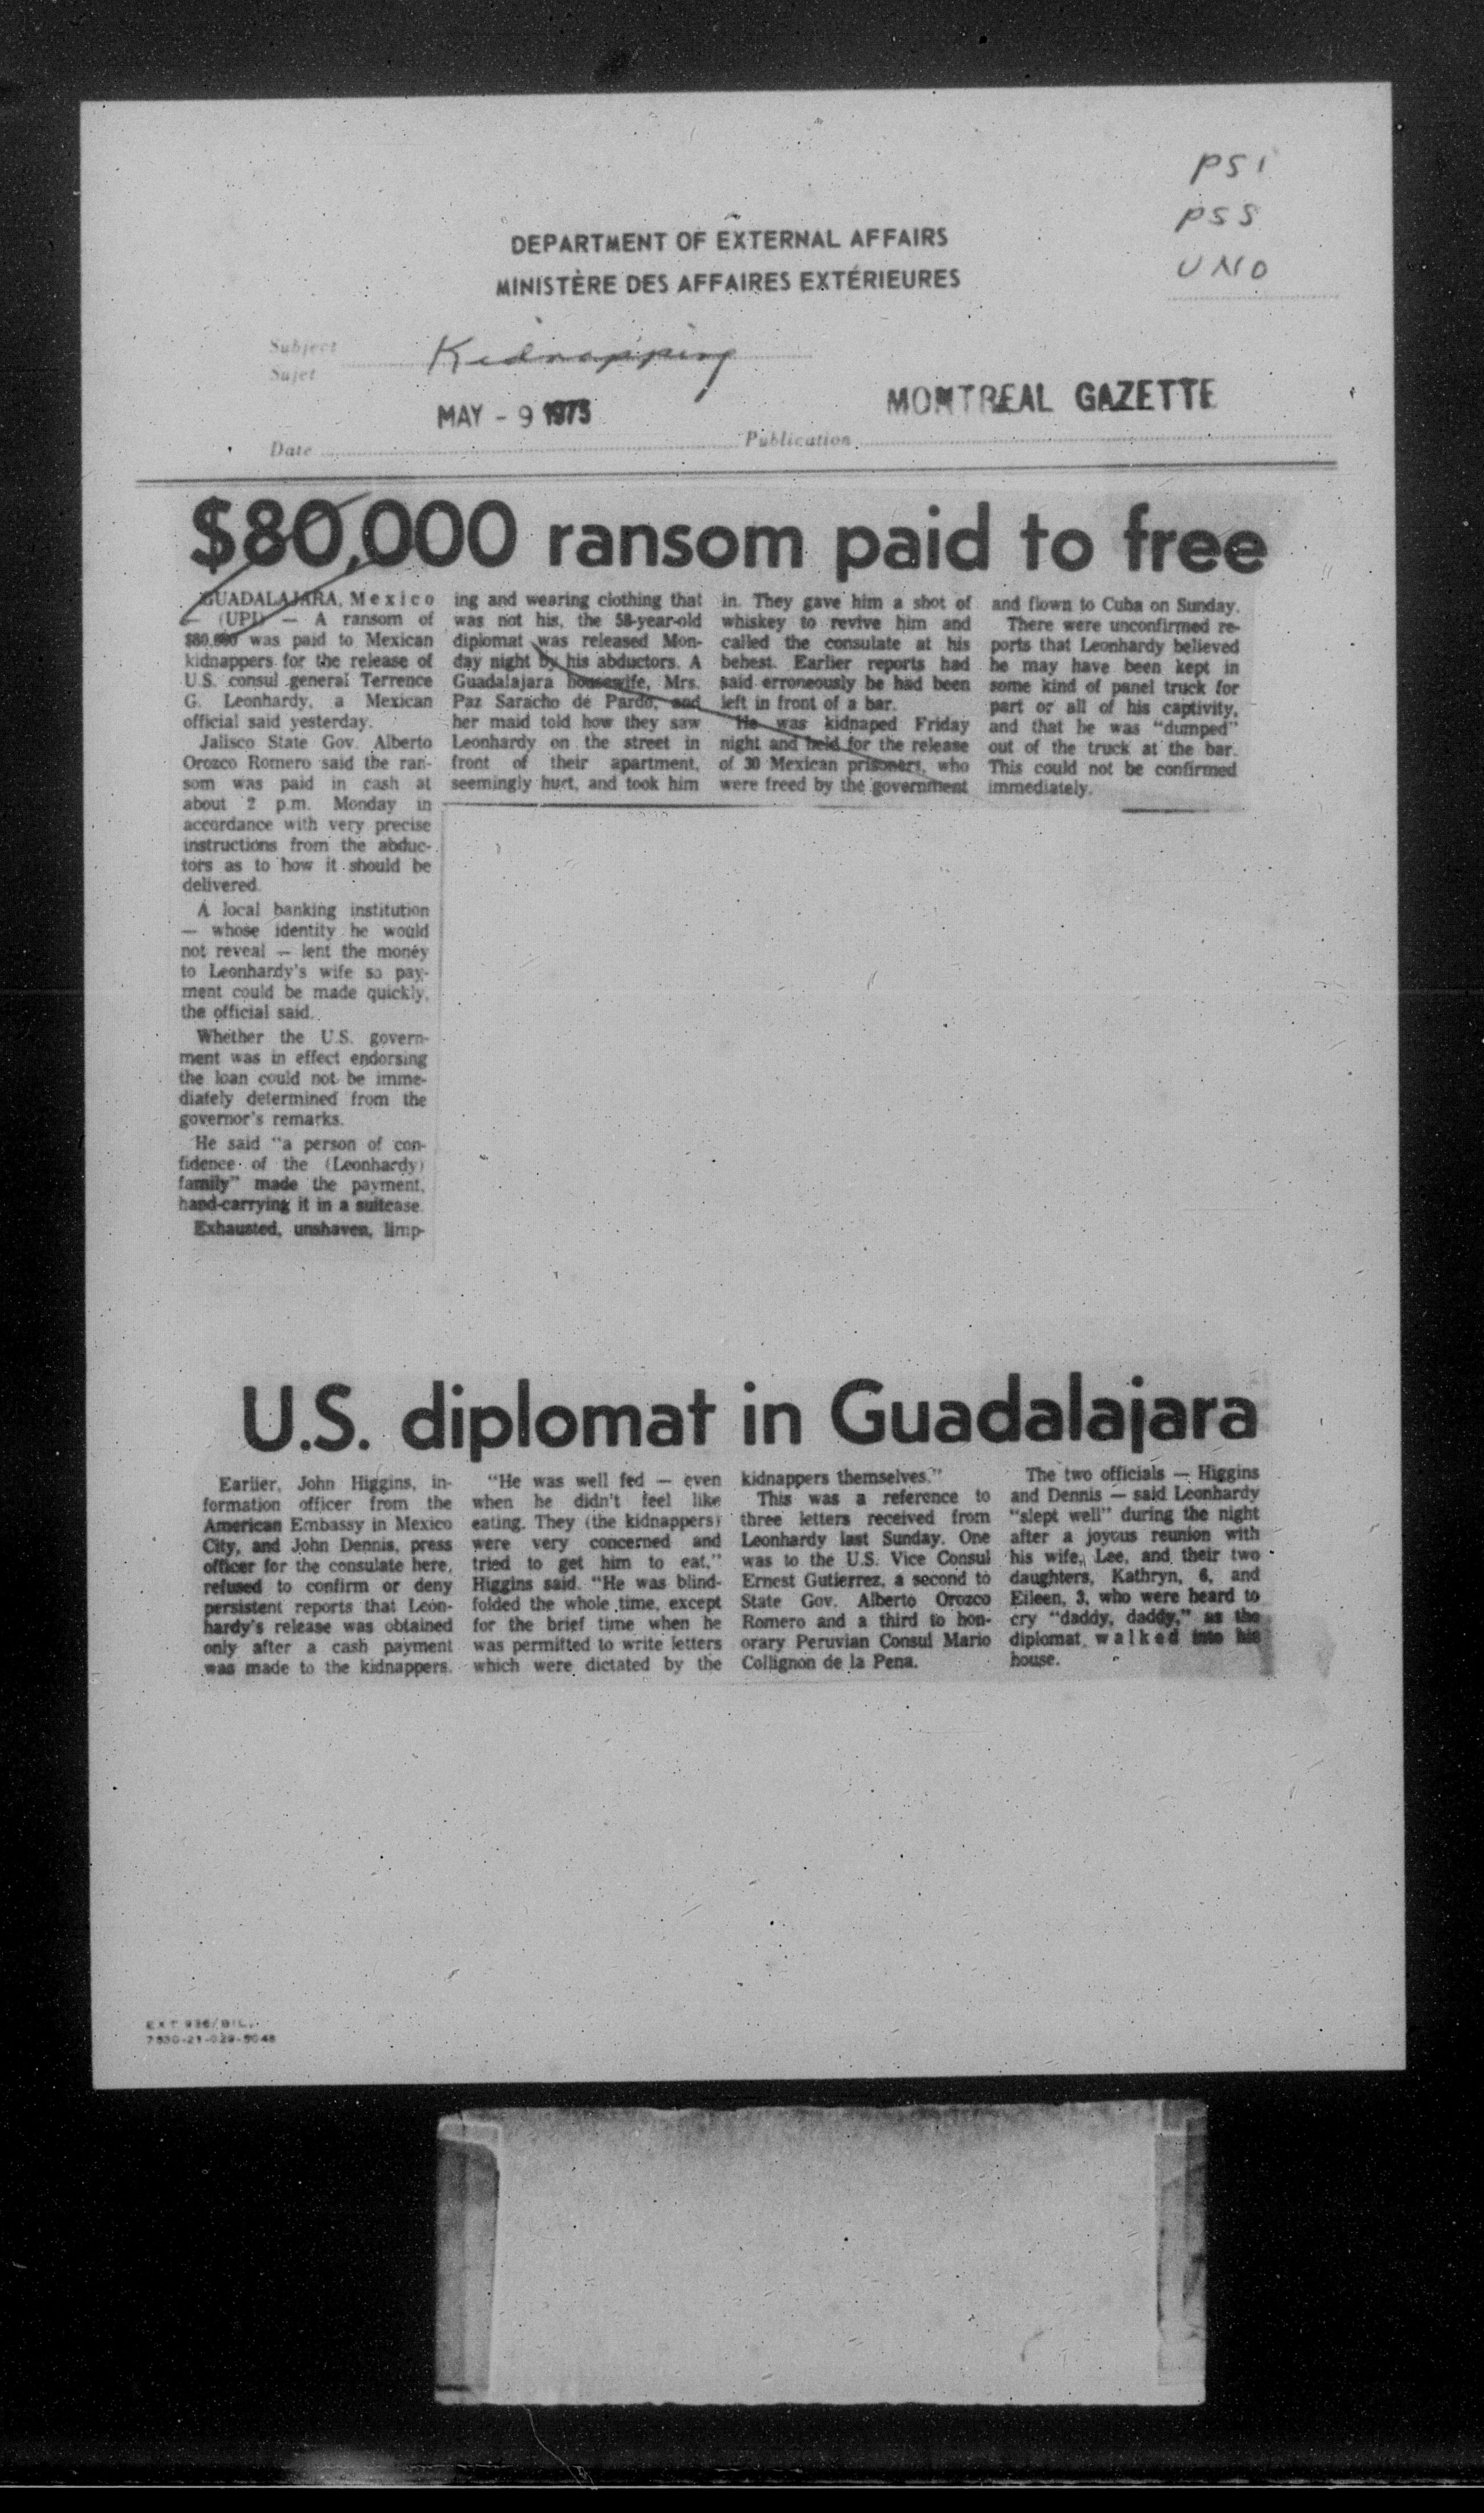 PSI
PSS
UNO
DEPARTMENT OF EXTERNAL AFFAIRS
MINISTÈRE DES AFFAIRES EXTÉRIEURES
Subject
Sujet
Kidnapping
MAY - 9 1973
MONTREAL GAZETTE
Date
Publication
$80,000 ransom paid to free
GUADALAJARA, Mexico
— (UPI) — A ransom of
$80,000 was paid to Mexican
kidnappers for the release of
U.S. consul general Terrence
G. Leonhardy, a Mexican
official said yesterday.
Jalisco State Gov. Alberto
Orozco Romero said the ran-
som was paid in cash at
about 2 p.m. Monday in
accordance with very precise
instructions from the abduc-
tors as to how it should be
delivered.
A local banking institution
— whose identity he would
not reveal — lent the money
to Leonhardy's wife so pay-
ment could be made quickly,
the official said.
Whether the U.S. govern-
ment was in effect endorsing
the loan could not be imme-
diately determined from the
governor's remarks.
He said "a person of con-
fidence of the (Leonhardy)
family" made the payment,
hand-carrying it in a suitcase.
Exhausted, unshaven, limp-
ing and wearing clothing that
was not his, the 58-year-old
diplomat was released Mon-
day night by his abductors. A
Guadalajara housewife, Mrs.
Paz Saracho de Pardo, and
her maid told how they saw
Leonhardy on the street in
front of their apartment,
seemingly hurt, and took him
in. They gave him a shot of
whiskey to revive him and
called the consulate at his
behest. Earlier reports had
said erroneously he had been
left in front of a bar.
He was kidnaped Friday
night and held for the release
of 30 Mexican prisoners, who
were freed by the government
and flown to Cuba on Sunday.
There were unconfirmed re-
ports that Leonhardy believed
he may have been kept in
some kind of panel truck for
part or all of his captivity,
and that he was "dumped"
out of the truck at the bar.
This could not be confirmed
immediately.
U.S. diplomat in Guadalajara
Earlier, John Higgins, in-
formation officer from the
American Embassy in Mexico
City, and John Dennis, press
officer for the consulate here,
refused to confirm or deny
persistent reports that Leon-
hardy's release was obtained
only after a cash payment
was made to the kidnappers.
"He was well fed — even
when he didn't feel like
eating. They (the kidnappers)
were very concerned and
tried to get him to eat,"
Higgins said. "He was blind-
folded the whole time, except
for the brief time when he
was permitted to write letters
which were dictated by the
kidnappers themselves."
This was a reference to
three letters received from
Leonhardy last Sunday. One
was to the U.S. Vice Consul
Ernest Gutierrez, a second to
State Gov. Alberto Orozco
Romero and a third to hon-
orary Peruvian Consul Mario
Collignon de la Pena.
The two officials — Higgins
and Dennis — said Leonhardy
"slept well" during the night
after a joyous reunion with
his wife, Lee, and their two
daughters, Kathryn, 6, and
Eileen, 3, who were heard to
cry "daddy, daddy," as the
diplomat walked into his
house.
EXT 936/BIL.
7530-21-029-5048